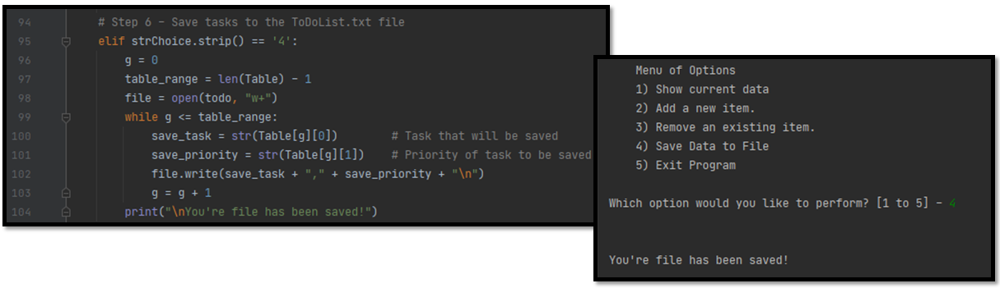 94 # Step 6 - Save tasks to the ToDoList.txt file
95 elif strChoice.strip() == '4':
96 g = 0
97 table_range = len(Table) - 1
98 file = open(todo, "w+")
99 while g <= table_range:
100 save_task = str(Table[g][0]) # Task that will be saved
101 save_priority = str(Table[g][1]) # Priority of task to be saved
102 file.write(save_task + "," + save_priority + "\n")
103 g = g + 1
104 print("\nYou're file has been saved!")
Menu of Options
1) Show current data
2) Add a new item.
3) Remove an existing item.
4) Save Data to File
5) Exit Program
Which option would you like to perform? [1 to 5] - 4
You're file has been saved!